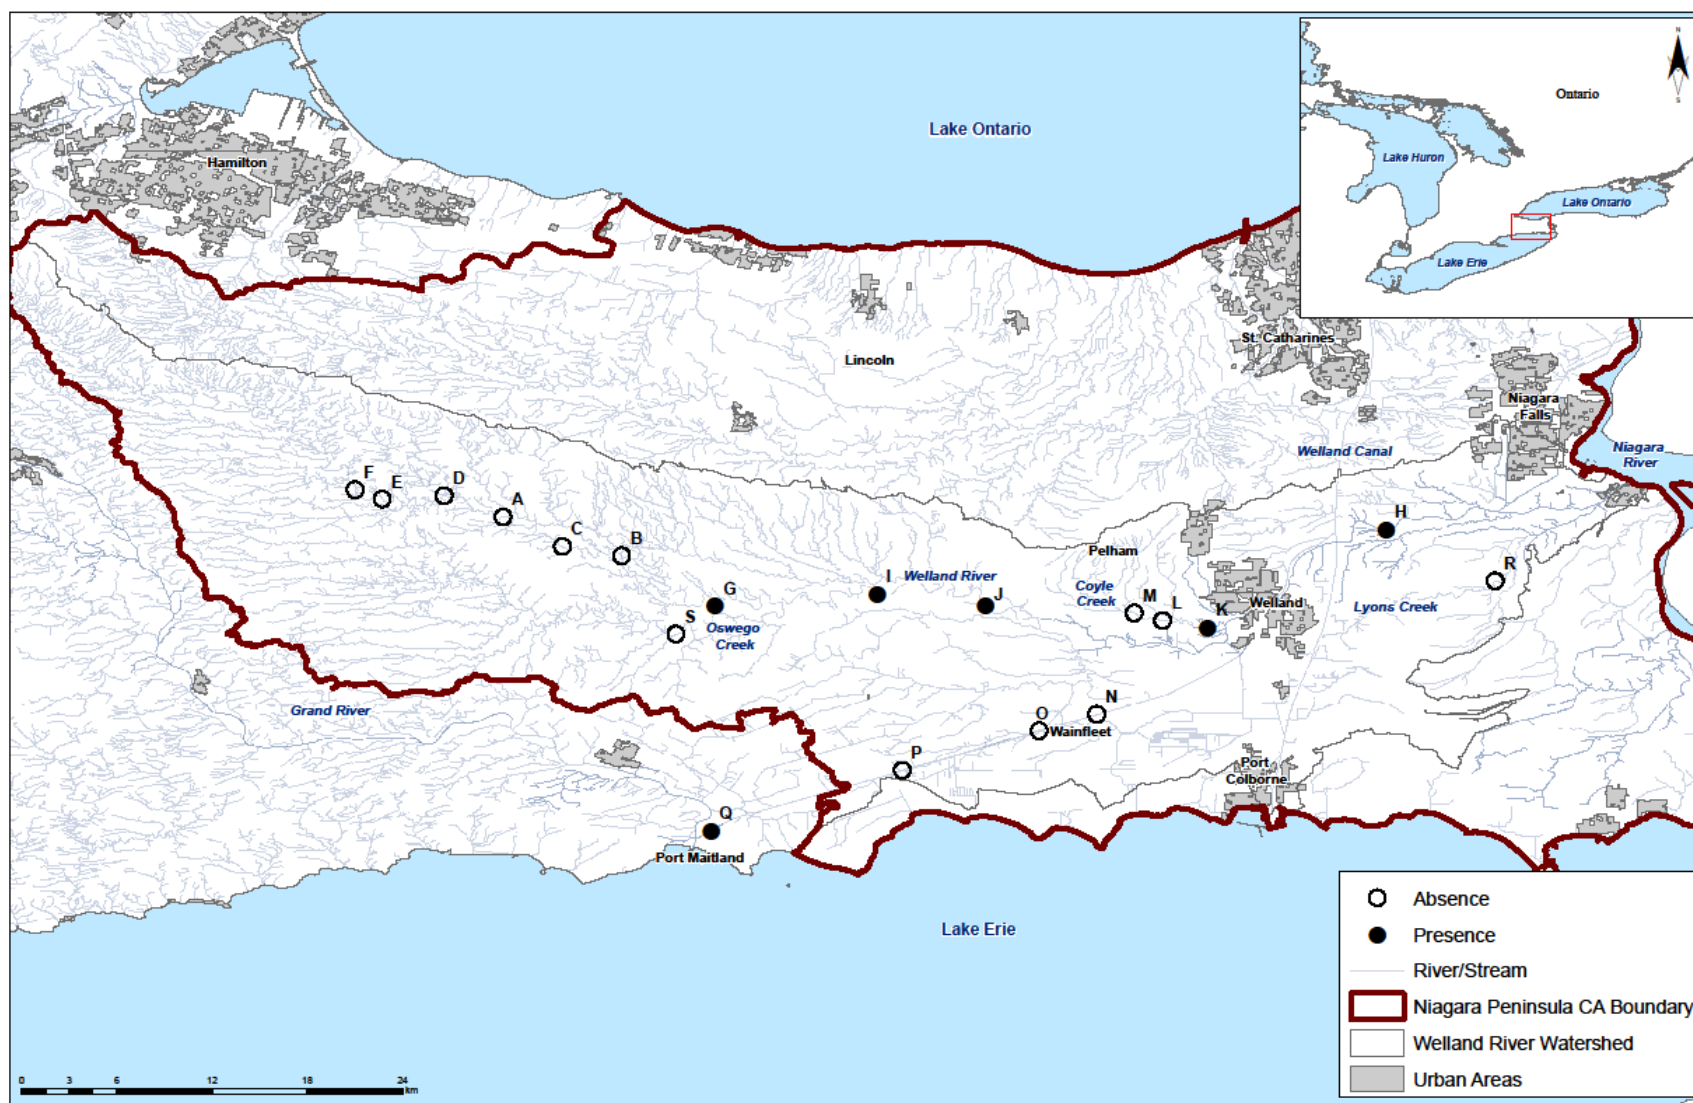 N
S
Ontario
Lake Huron
Lake Ontario
Lake Erie
Lake Ontario
Hamilton
St. Catharines
Lincoln
Niagara
Falls
Niagara
River
Welland Canal
F
E
D
A
C
B
H
R
Pelham
I
Welland River
J
G
Coyle
Creek
M
L
K
Welland
Lyons Creek
S
Oswego
Creek
Grand River
N
O
Wainfleet
P
Port
Colborne
Q
Port Maitland
Lake Erie
Absence
Presence
River/Stream
Niagara Peninsula CA Boundary
Welland River Watershed
Urban Areas
0 3 6 12 18 24
km